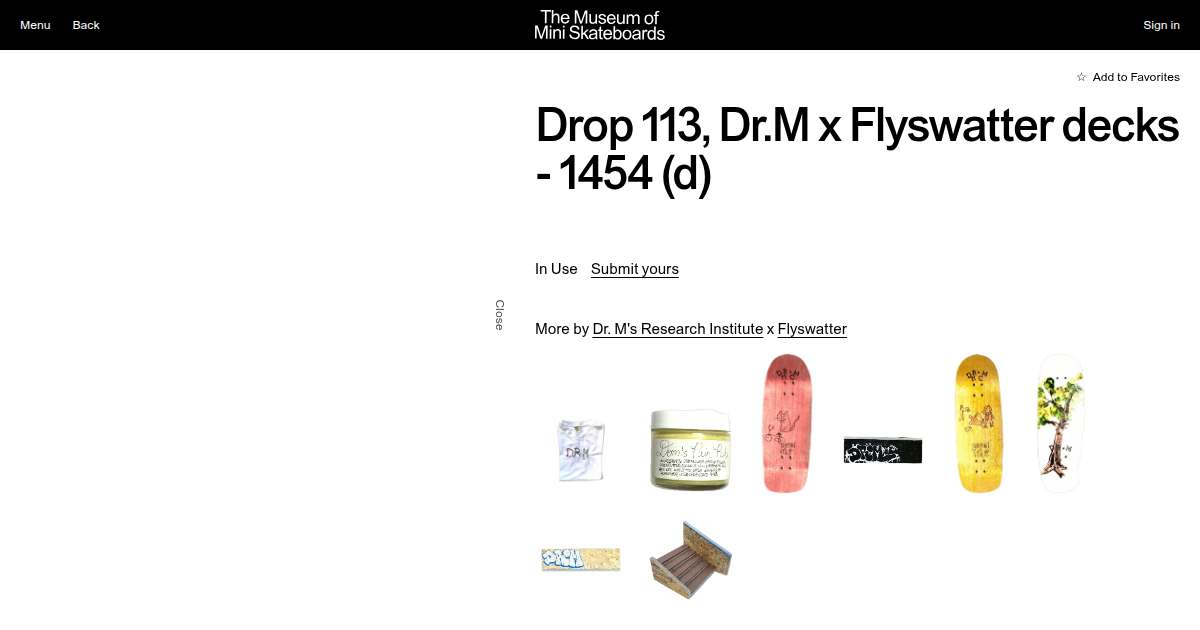 Menu
Back
The Museum of
Mini Skateboards
Sign in
☆ Add to Favorites
Drop 113, Dr.M x Flyswatter decks
- 1454 (d)
In Use
Submit yours
Close
More by Dr. M's Research Institute x Flyswatter